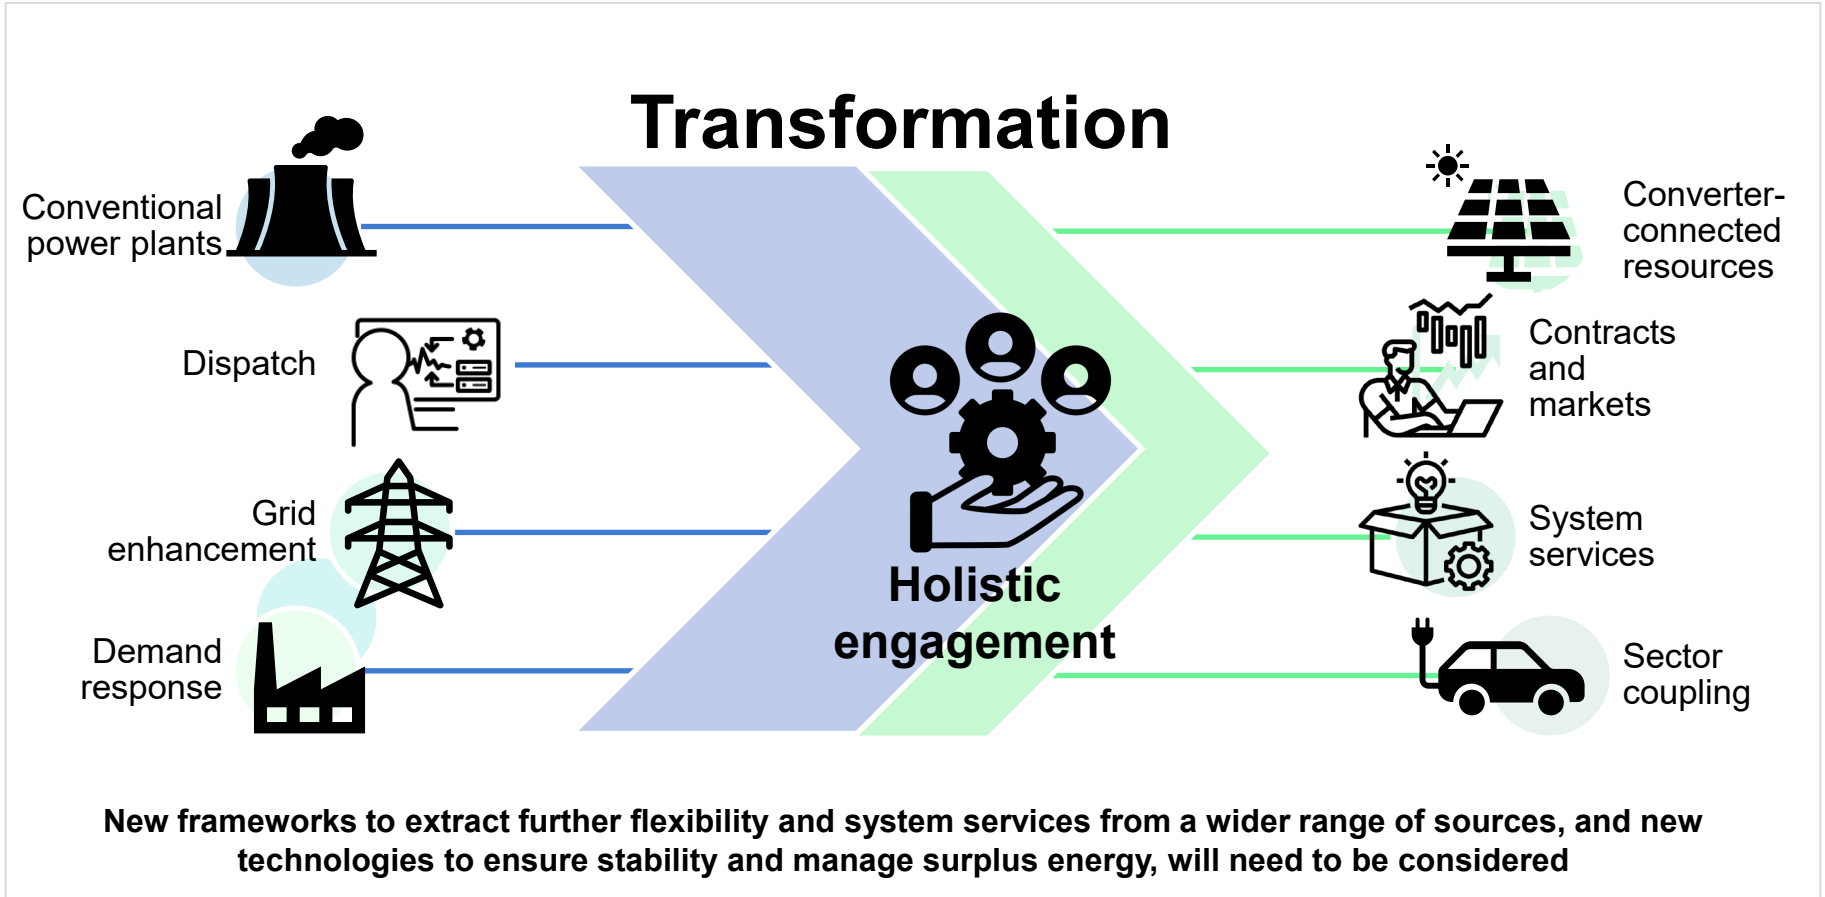 Transformation
Conventional
power plants
Dispatch
Grid
enhancement
Demand
response
Holistic
engagement
Converter-
connected
resources
Contracts
and
markets
System
services
Sector
coupling
New frameworks to extract further flexibility and system services from a wider range of sources, and new
technologies to ensure stability and manage surplus energy, will need to be considered